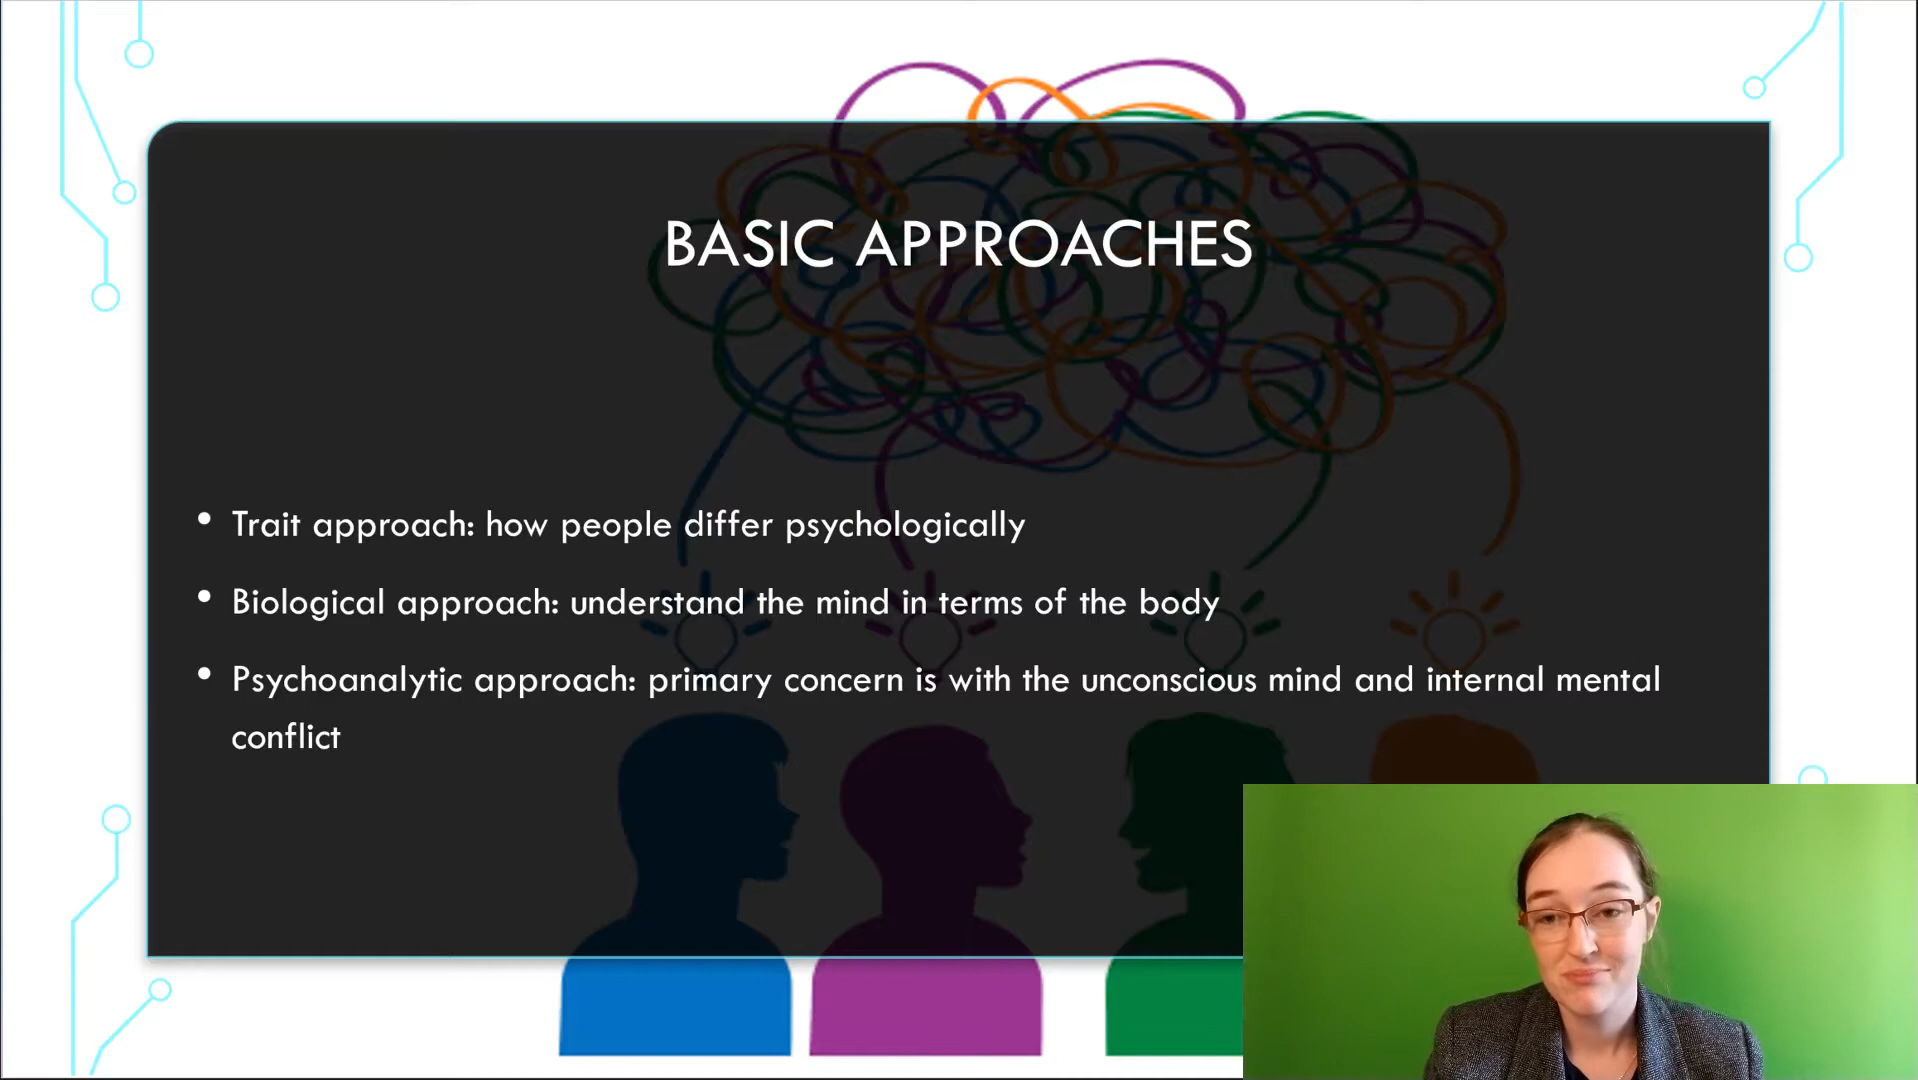 BASIC APPROACHES
• Trait approach: how people differ psychologically
• Biological approach: understand the mind in terms of the body
• Psychoanalytic approach: primary concern is with the unconscious mind and internal mental
conflict